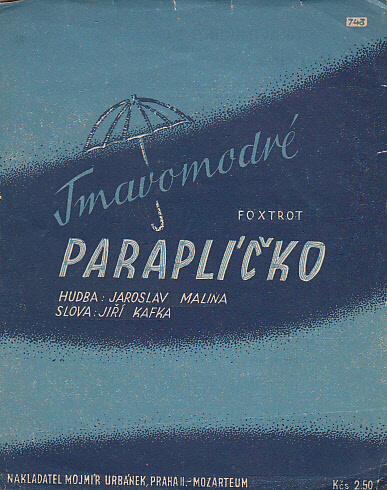 743
Tmavomodré
FOXTROT
PARAPLÍČKO
HUDBA: JAROSLAV MALINA
SLOVA: JIŘÍ KAFKA
NAKLADATEL MOJMÍR URBÁNEK, PRAHA II.-MOZARTEUM
Kčs 2.50